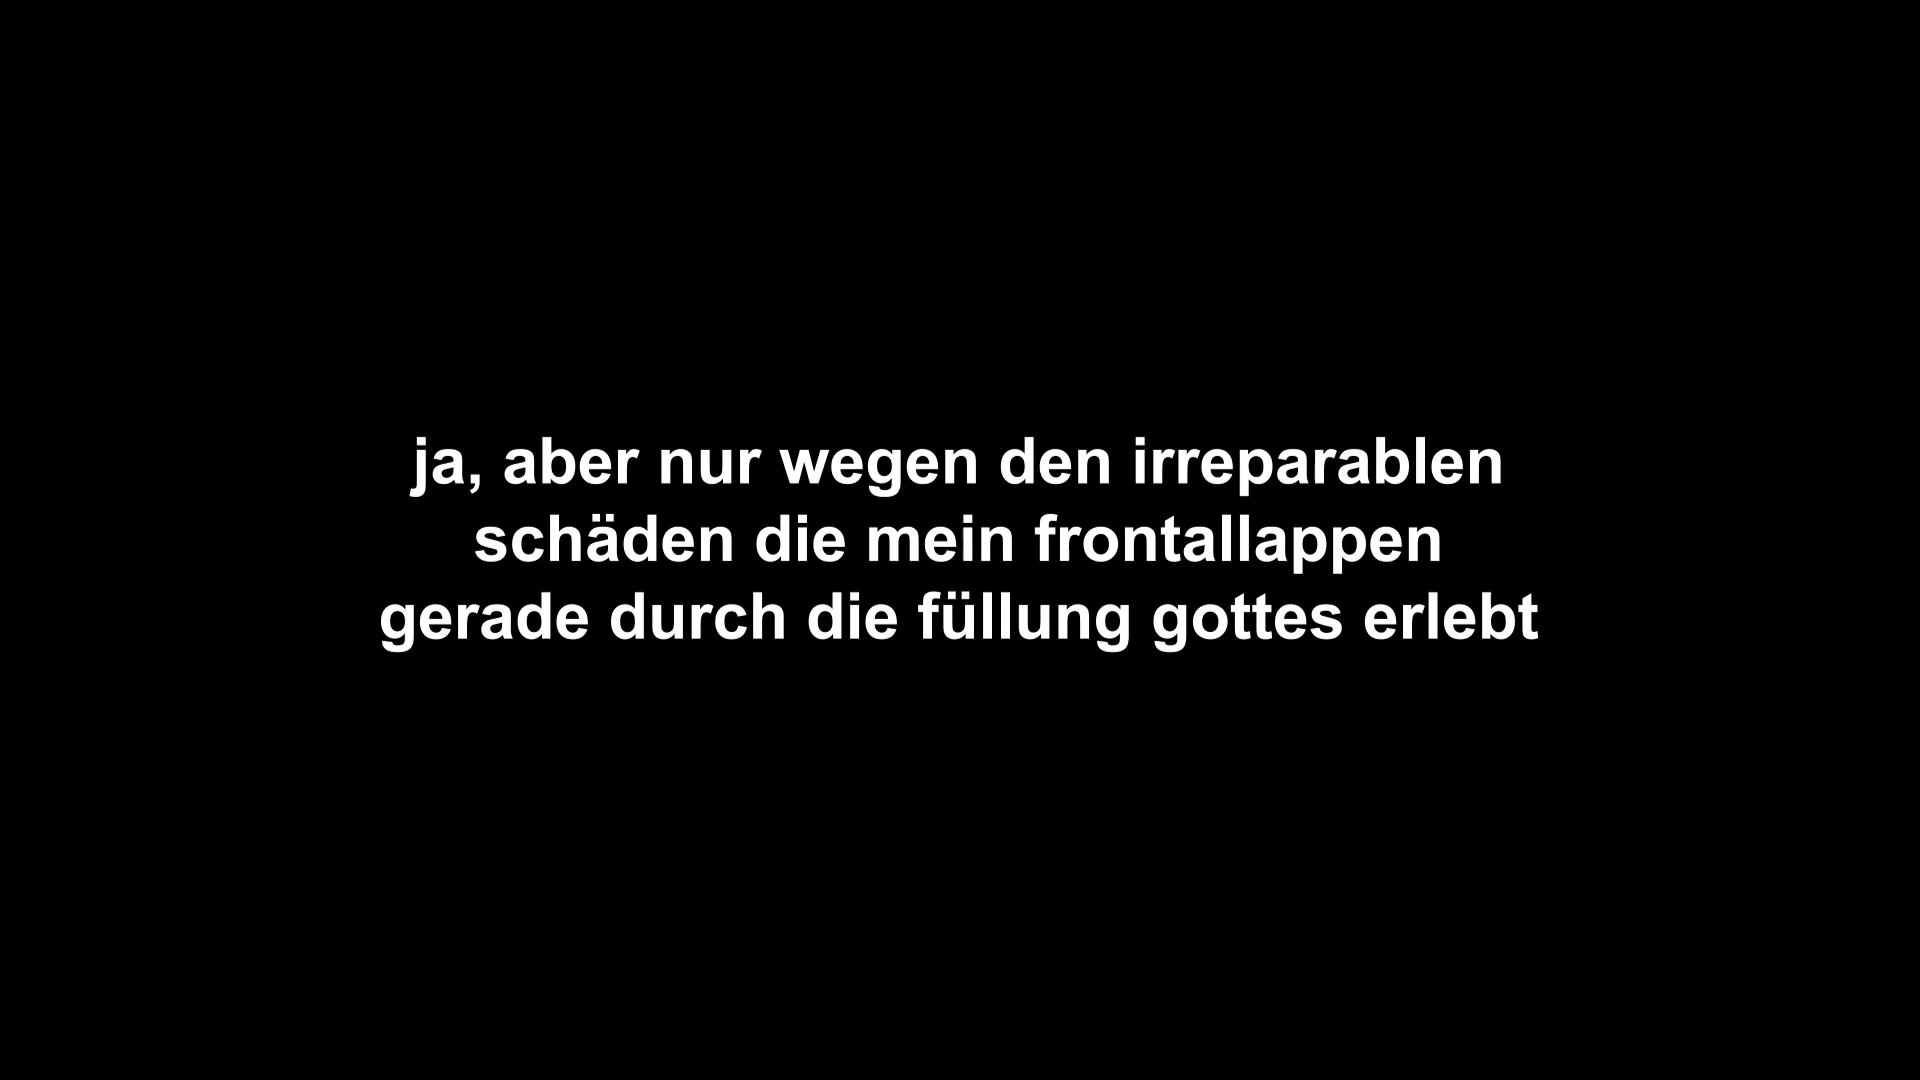 ja, aber nur wegen den irreparablen
schäden die mein frontallappen
gerade durch die füllung gottes erlebt